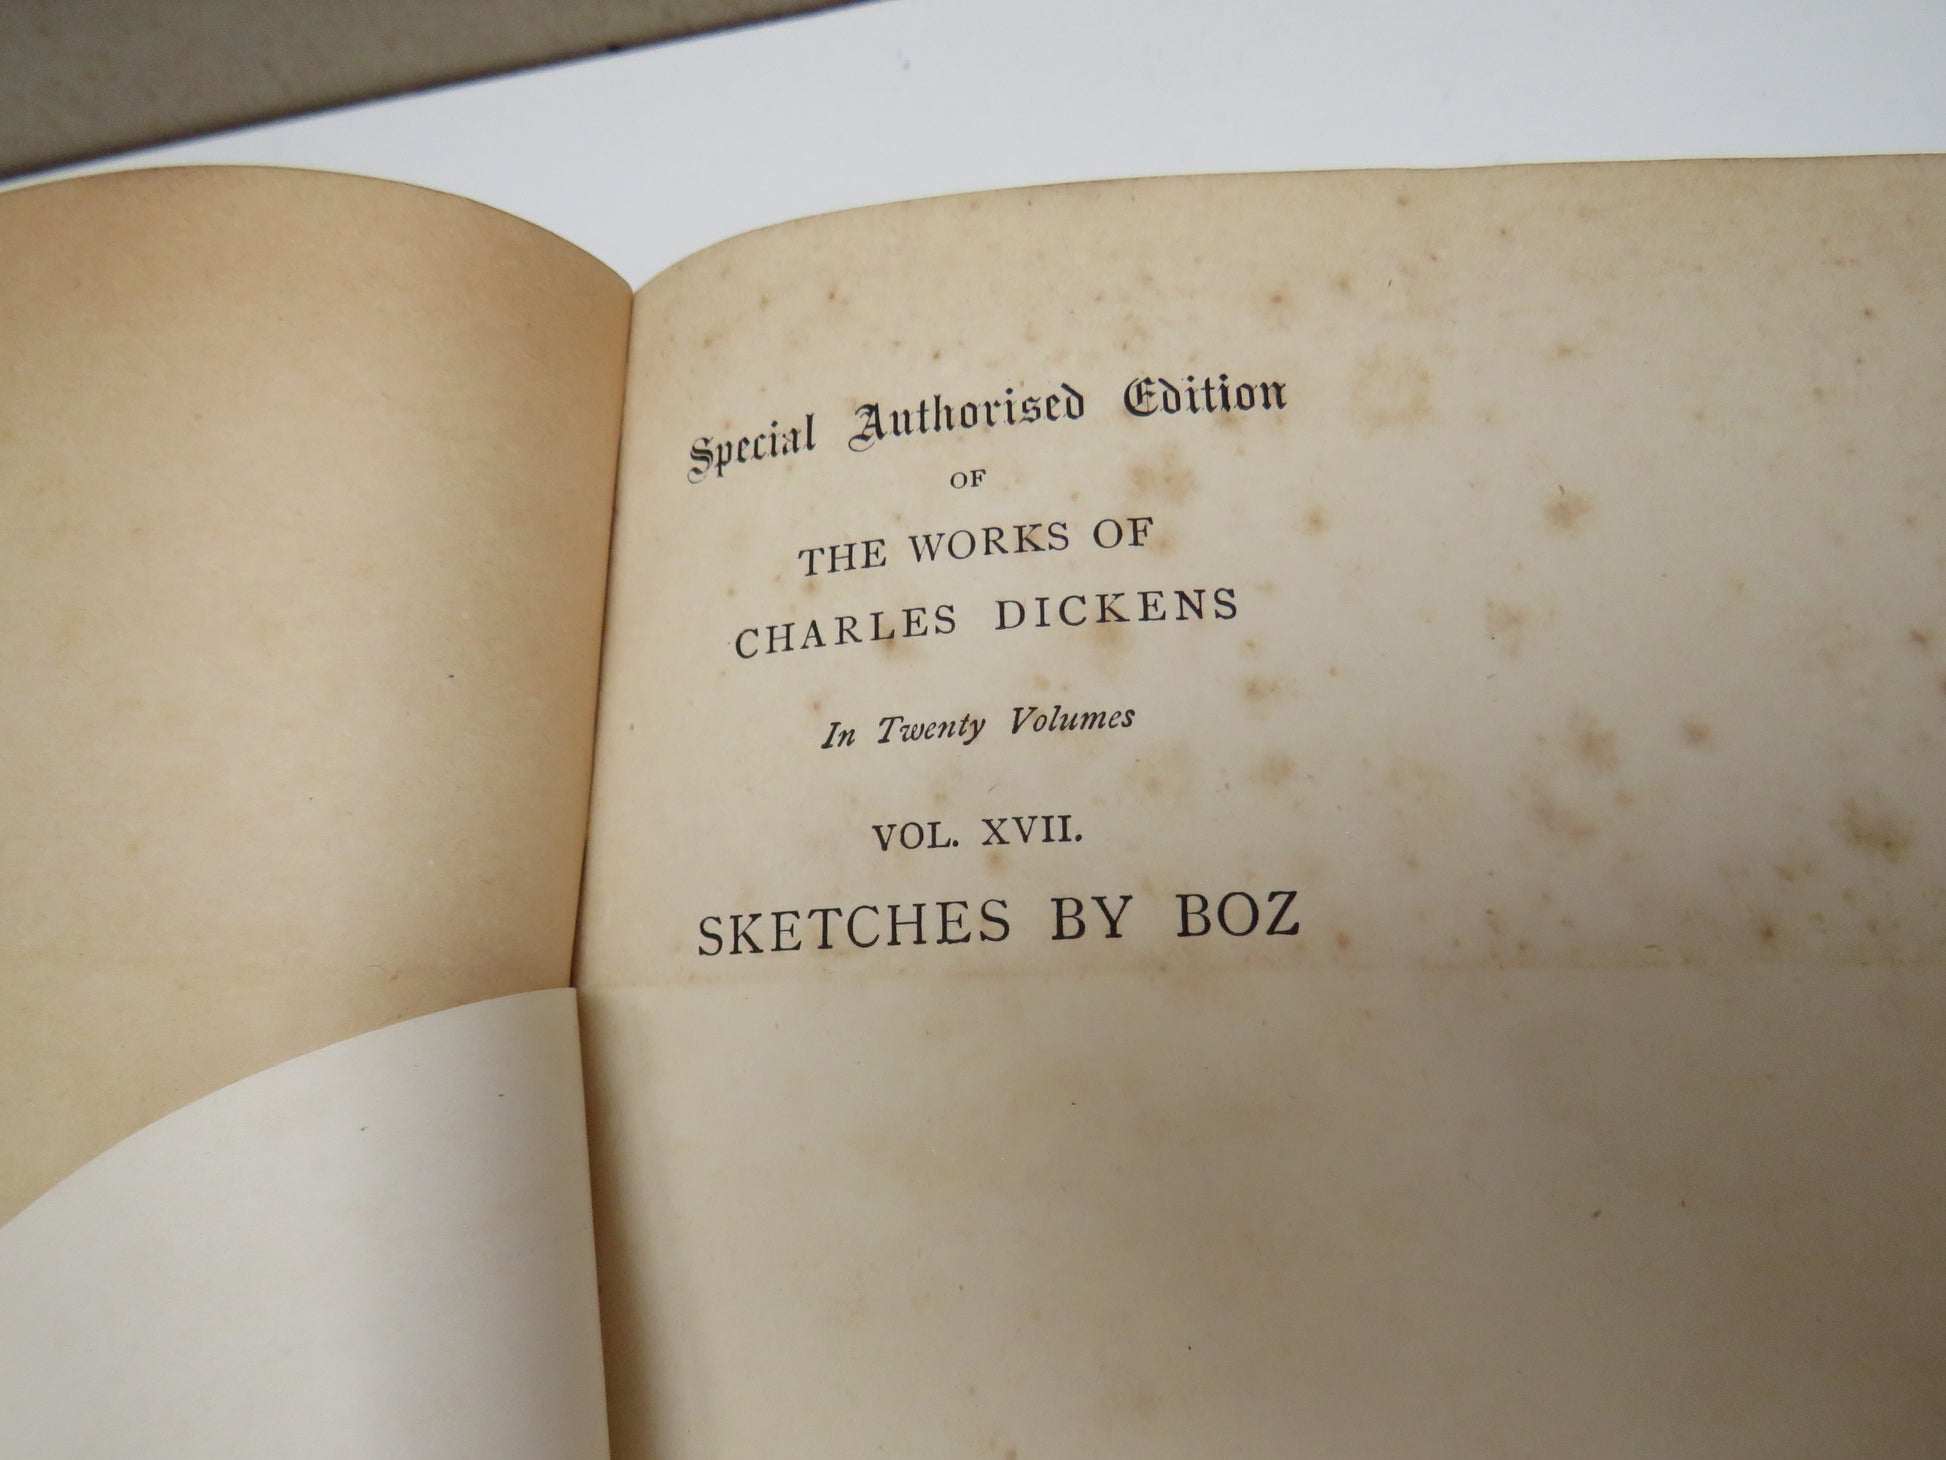 Special Authorised Edition
OF
THE WORKS OF
CHARLES DICKENS
In Twenty Volumes
VOL. XVII.
SKETCHES BY BOZ